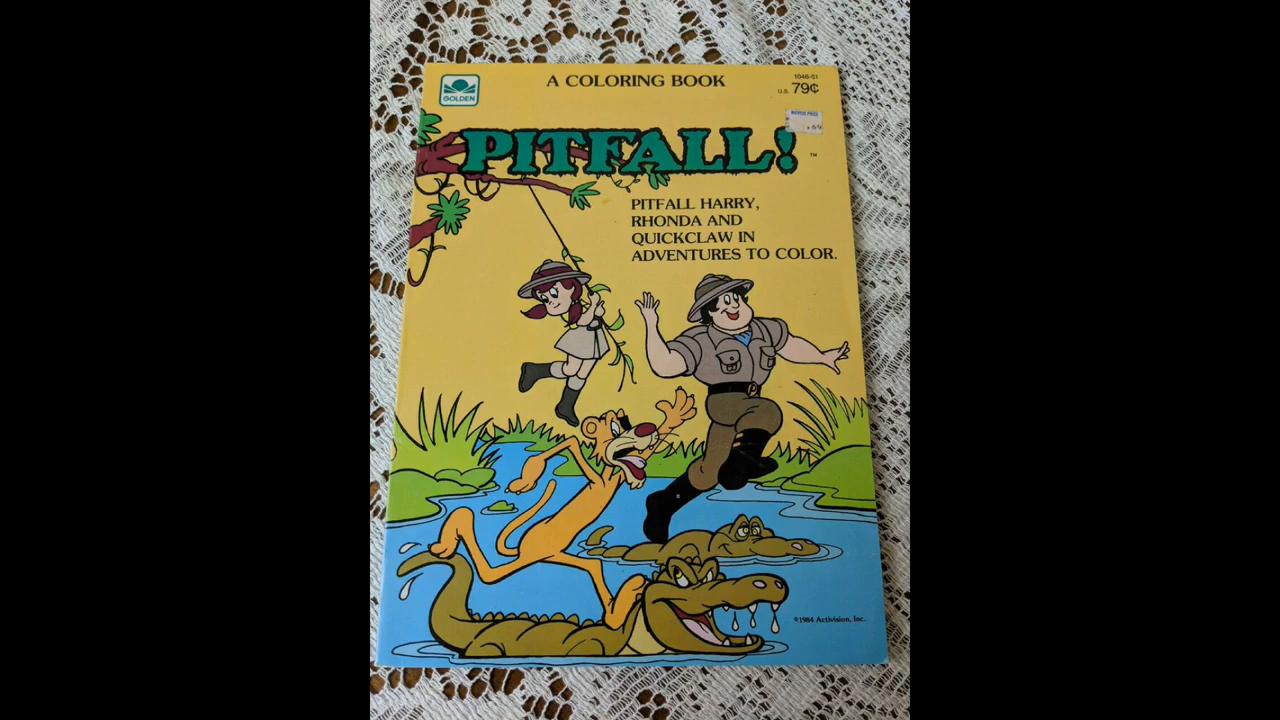 GOLDEN
A COLORING BOOK
1046-51
U.S. 79¢
PITFALL!
TM
PITFALL HARRY,
RHONDA AND
QUICKCLAW IN
ADVENTURES TO COLOR.
P
©1984 Activision, Inc.